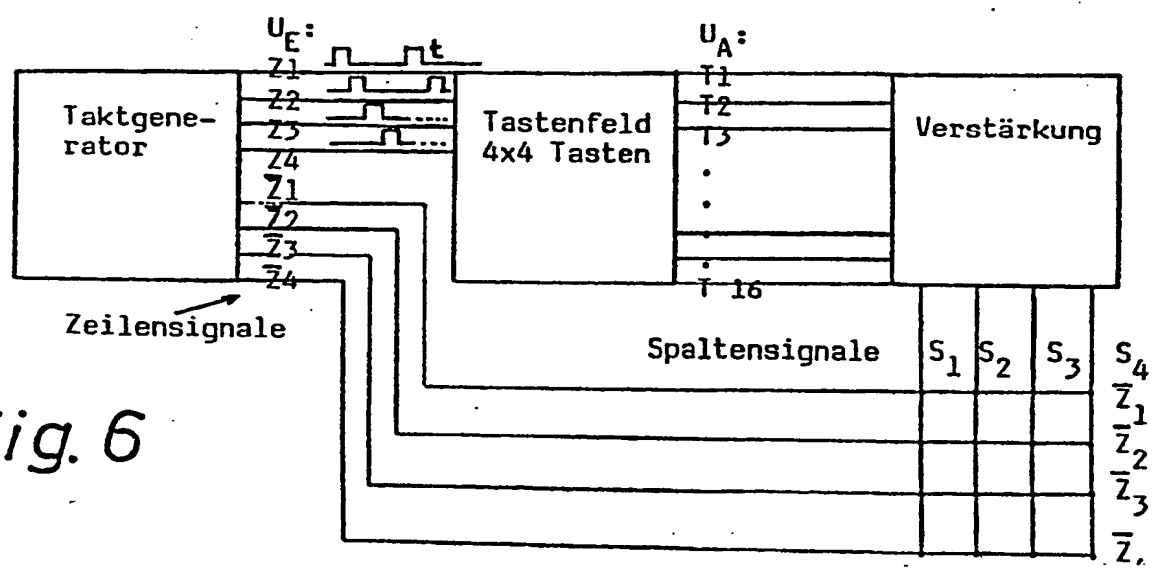 U_E:
t
Z1
Z2
Z3
Z4
Z̅1
Z̅2
Z̅3
Z̅4
Taktgene-
rator
Zeilensignale
Tastenfeld
4x4 Tasten
U_A:
T1
T2
T3
T 16
Verstärkung
Spaltensignale
S1 S2 S3 S4
Z̅1
Z̅2
Z̅3
Z̅
ig. 6